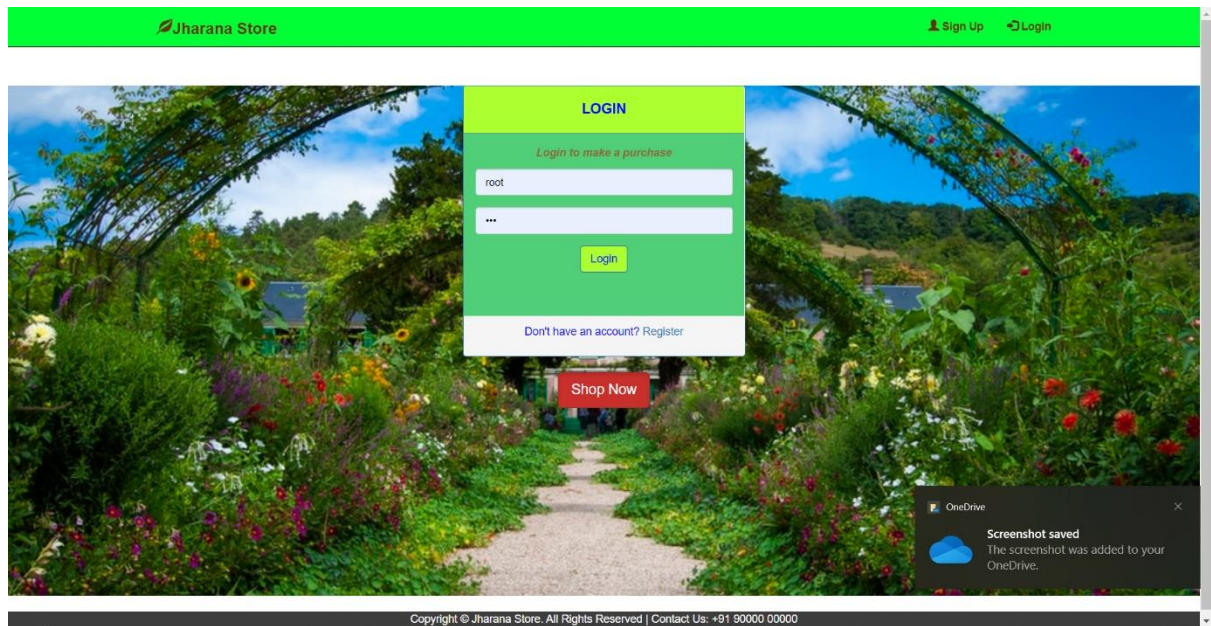 Jharana Store
Sign Up Login
LOGIN
Login to make a purchase
root
•••
Login
Don't have an account? Register
Shop Now
OneDrive
Screenshot saved
The screenshot was added to your
OneDrive.
Copyright © Jharana Store. All Rights Reserved | Contact Us: +91 90000 00000